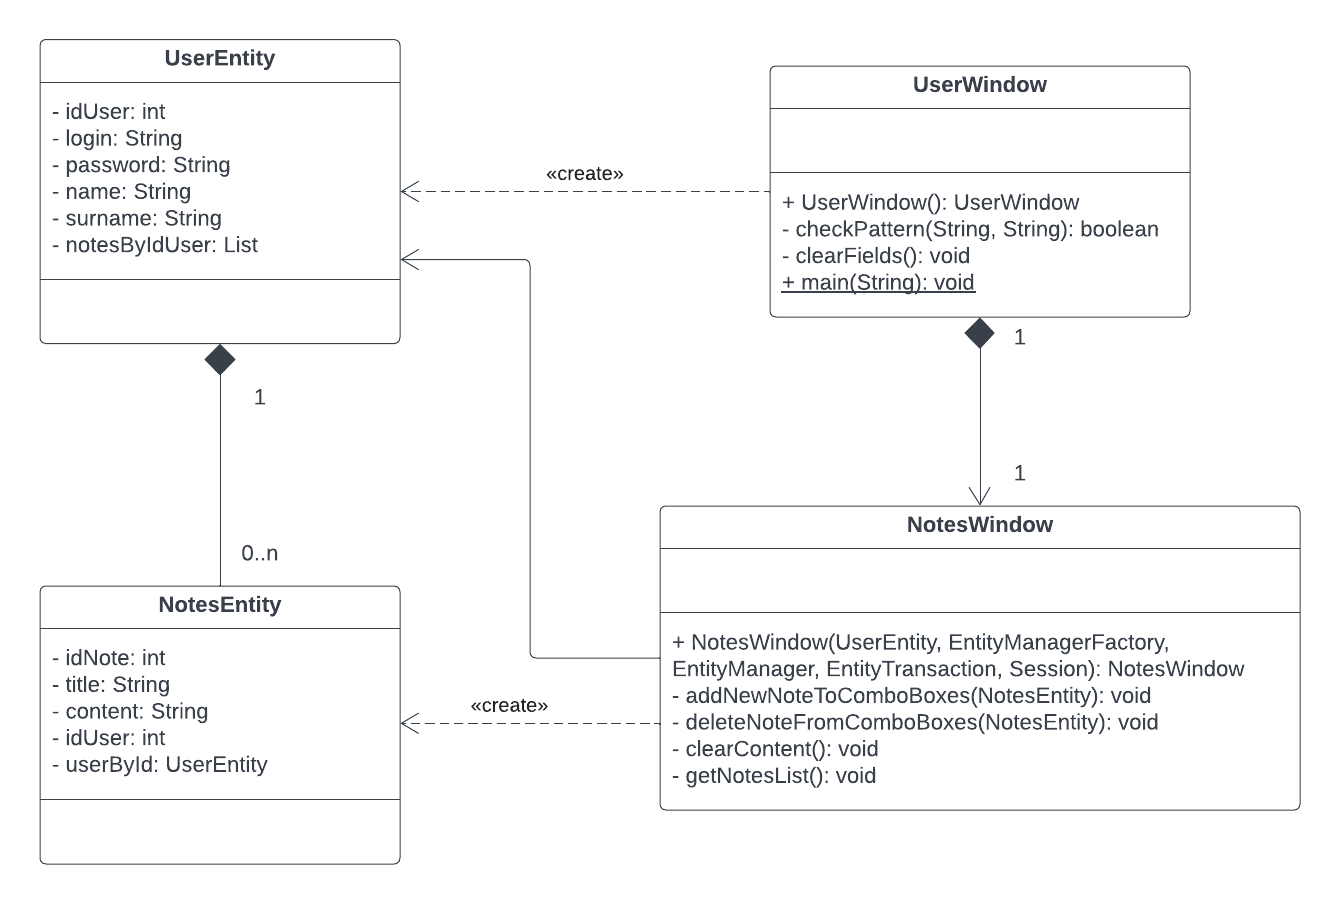 UserEntity
- idUser: int
- login: String
- password: String
- name: String
- surname: String
- notesByIdUser: List
«create»
UserWindow
+ UserWindow(): UserWindow
- checkPattern(String, String): boolean
- clearFields(): void
+ main(String): void
1
1
1
0..n
NotesEntity
- idNote: int
- title: String
- content: String
- idUser: int
- userById: UserEntity
«create»
NotesWindow
+ NotesWindow(UserEntity, EntityManagerFactory,
EntityManager, EntityTransaction, Session): NotesWindow
- addNewNoteToComboBoxes(NotesEntity): void
- deleteNoteFromComboBoxes(NotesEntity): void
- clearContent(): void
- getNotesList(): void